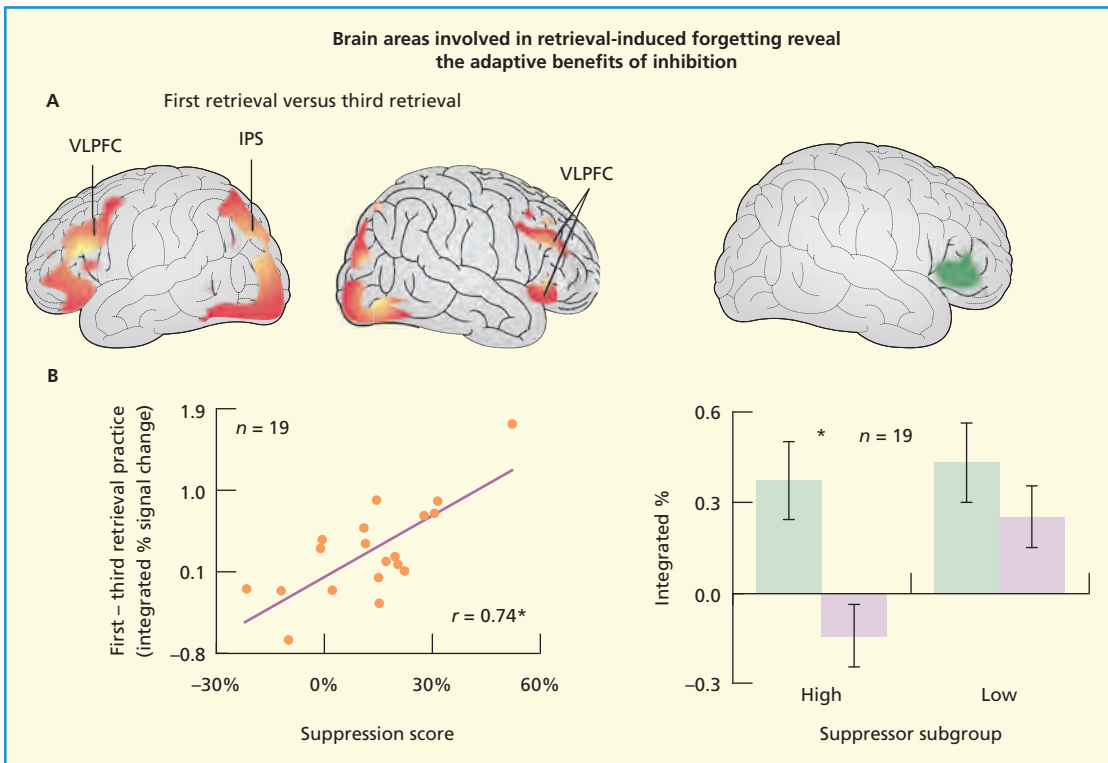 Brain areas involved in retrieval-induced forgetting reveal
the adaptive benefits of inhibition
A
First retrieval versus third retrieval
VLPFC
IPS
VLPFC
B
First – third retrieval practice
(integrated % signal change)
1.9
1.0
0.1
–0.8
n = 19
r = 0.74*
–30%
0%
30%
60%
Suppression score
Integrated %
0.6
0.3
0.0
–0.3
*
n = 19
High
Low
Suppressor subgroup